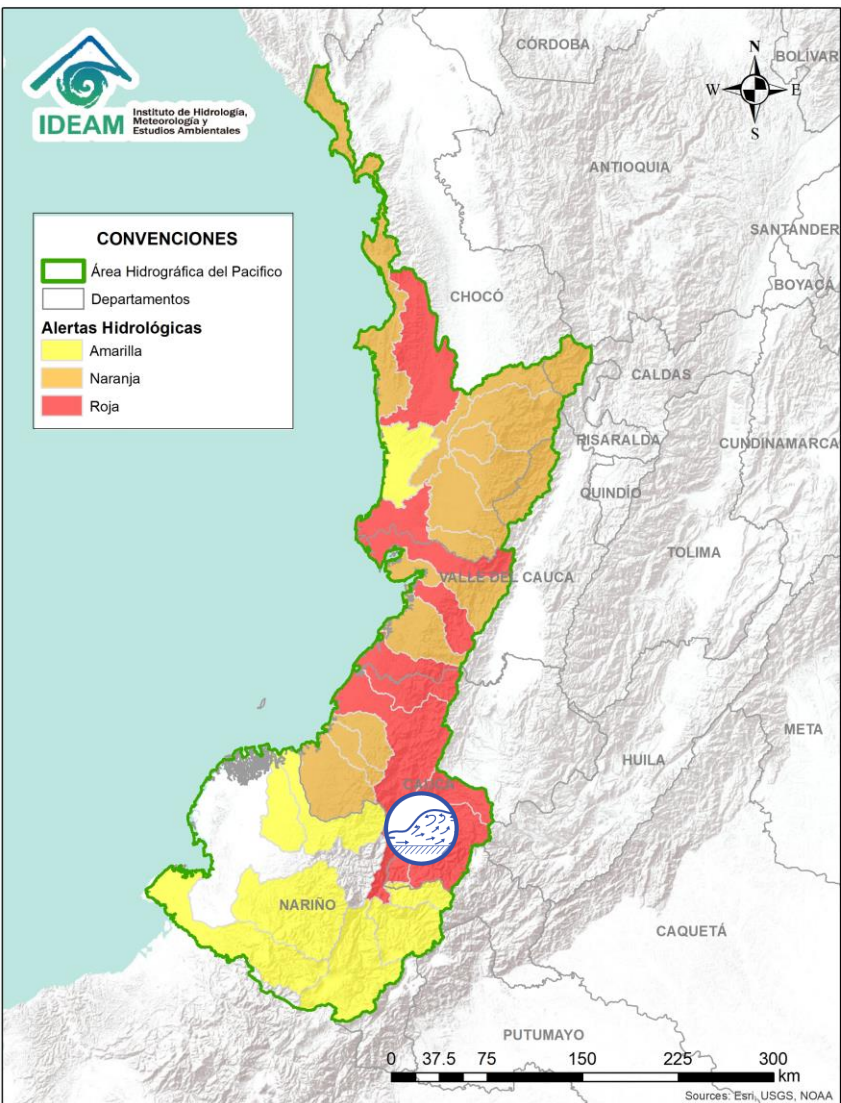 IDEAM
Instituto de Hidrología,
Meteorología y
Estudios Ambientales
CÓRDOBA
BOLÍVAR
N
W
E
S
ANTIOQUIA
SANTANDER
BOYACÁ
CONVENCIONES
Área Hidrográfica del Pacifico
Departamentos
Alertas Hidrológicas
Amarilla
Naranja
Roja
CHOCÓ
CALDAS
RISARALDA
CUNDINAMARCA
QUINDÍO
TOLIMA
VALLE DEL CAUCA
META
HUILA
CAUCA
NARIÑO
CAQUETÁ
PUTUMAYO
0 37.5 75 150 225 300
km
Sources: Esri, USGS, NOAA